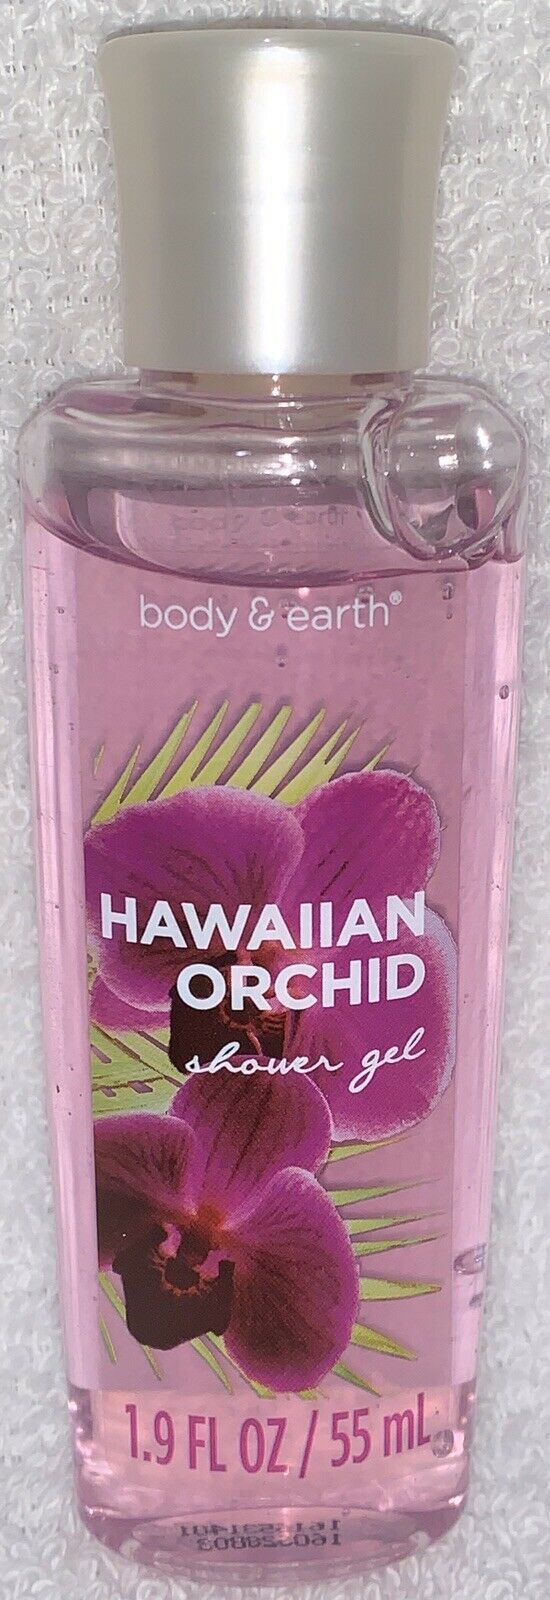 body & earth®
HAWAIIAN
ORCHID
shower gel
1.9 FL OZ / 55 mL